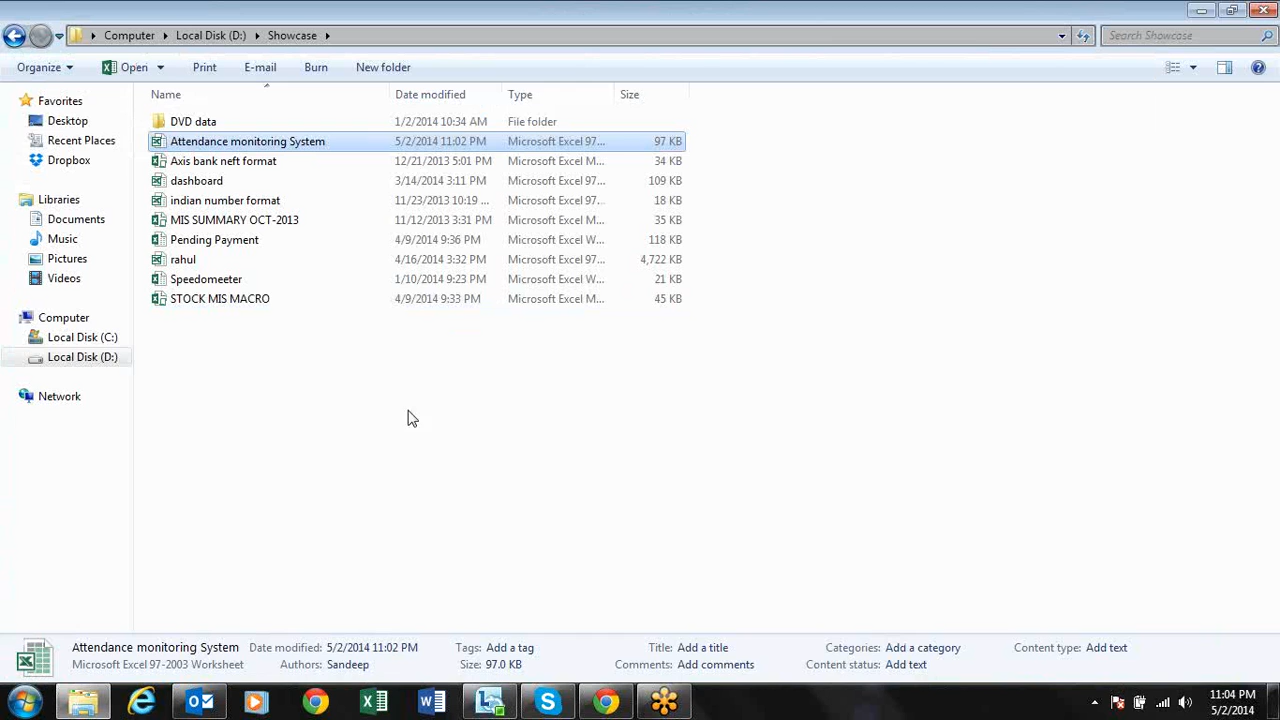 Computer Local Disk (D:) Showcase Search Showcase
Organize Open Print E-mail Burn New folder
Name Date modified Type Size
Favorites
Desktop
Recent Places
Dropbox
Libraries
Documents
Music
Pictures
Videos
Computer
Local Disk (C:)
Local Disk (D:)
Network
DVD data 1/2/2014 10:34 AM File folder
Attendance monitoring System 5/2/2014 11:02 PM Microsoft Excel 97... 97 KB
Axis bank neft format 12/21/2013 5:01 PM Microsoft Excel M... 34 KB
dashboard 3/14/2014 3:11 PM Microsoft Excel 97... 109 KB
indian number format 11/23/2013 10:19 ... Microsoft Excel 97... 18 KB
MIS SUMMARY OCT-2013 11/12/2013 3:31 PM Microsoft Excel M... 35 KB
Pending Payment 4/9/2014 9:36 PM Microsoft Excel W... 118 KB
rahul 4/16/2014 3:32 PM Microsoft Excel 97... 4,722 KB
Speedomeeter 1/10/2014 9:23 PM Microsoft Excel W... 21 KB
STOCK MIS MACRO 4/9/2014 9:33 PM Microsoft Excel M... 45 KB
Attendance monitoring System Date modified: 5/2/2014 11:02 PM Tags: Add a tag Title: Add a title Categories: Add a category Content type: Add text
Microsoft Excel 97-2003 Worksheet Authors: Sandeep Size: 97.0 KB Comments: Add comments Content status: Add text
11:04 PM
5/2/2014